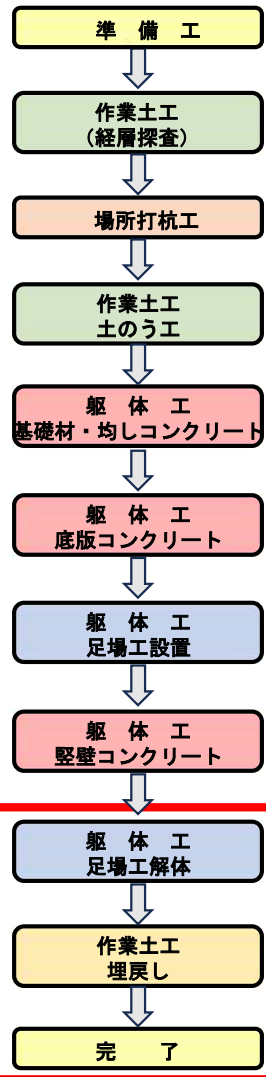 準 備 工
作業土工
(経層探査)
場所打杭工
作業土工
土のう工
躯 体 工
基礎材・均しコンクリート
躯 体 工
底版コンクリート
躯 体 工
足場工設置
躯 体 工
竪壁コンクリート
躯 体 工
足場工解体
作業土工
埋戻し
完 了